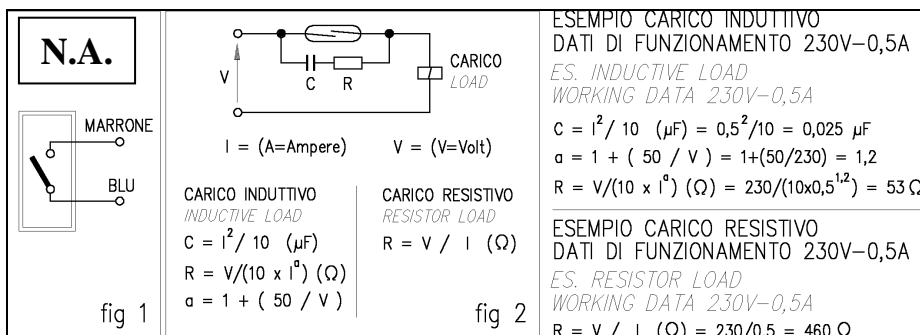 N.A.
MARRONE
BLU
fig 1
V
C R
CARICO
LOAD
I = (A=Ampere) V = (V=Volt)
CARICO INDUTTIVO
INDUCTIVE LOAD
C = I²/ 10 (μF)
R = V/(10 x Iᵃ) (Ω)
a = 1 + ( 50 / V )
CARICO RESISTIVO
RESISTOR LOAD
R = V / I (Ω)
fig 2
ESEMPIO CARICO INDUTTIVO
DATI DI FUNZIONAMENTO 230V–0,5A
ES. INDUCTIVE LOAD
WORKING DATA 230V–0,5A
C = I²/ 10 (μF) = 0,5²/10 = 0,025 μF
a = 1 + ( 50 / V ) = 1+(50/230) = 1,2
R = V/(10 x Iᵃ) (Ω) = 230/(10x0,5¹,²) = 53 Ω
ESEMPIO CARICO RESISTIVO
DATI DI FUNZIONAMENTO 230V–0,5A
ES. RESISTOR LOAD
WORKING DATA 230V–0,5A
R = V / I (Ω) = 230/0,5 = 460 Ω